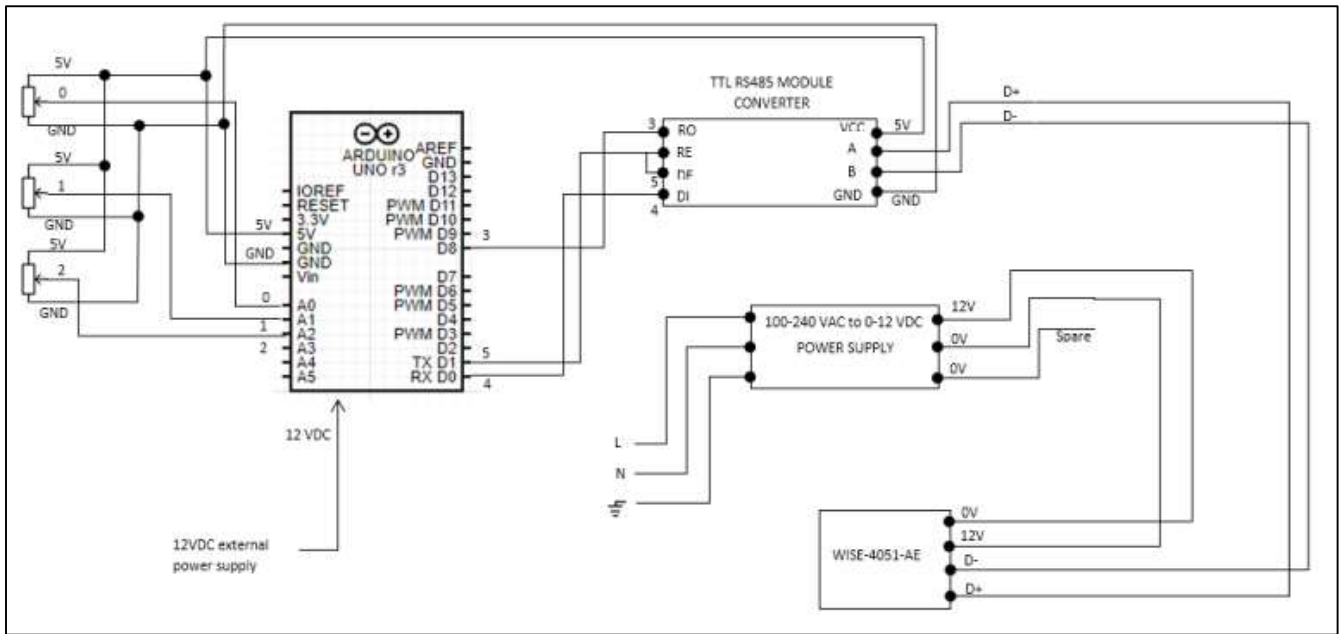 5V
0
GND
5V
1
GND
5V
2
GND
ARDUINO
UNO r3
IOREF
RESET
3.3V
5V
GND
GND
Vin
A0
A1
A2
A3
A4
A5
AREF
GND
D13
D12
PWM D11
PWM D10
PWM D9
D8
D7
PWM D6
PWM D5
D4
PWM D3
D2
TX D1
RX D0
5V
GND
0
1
2
3
5
4
12 VDC
12VDC external
power supply
TTL RS485 MODULE
CONVERTER
3
RO
RE
5
DI
4
VCC
A
B
GND
5V
GND
D+
D-
100-240 VAC to 0-12 VDC
POWER SUPPLY
12V
0V
0V
Spare
L
N
WISE-4051-AE
0V
12V
D-
D+